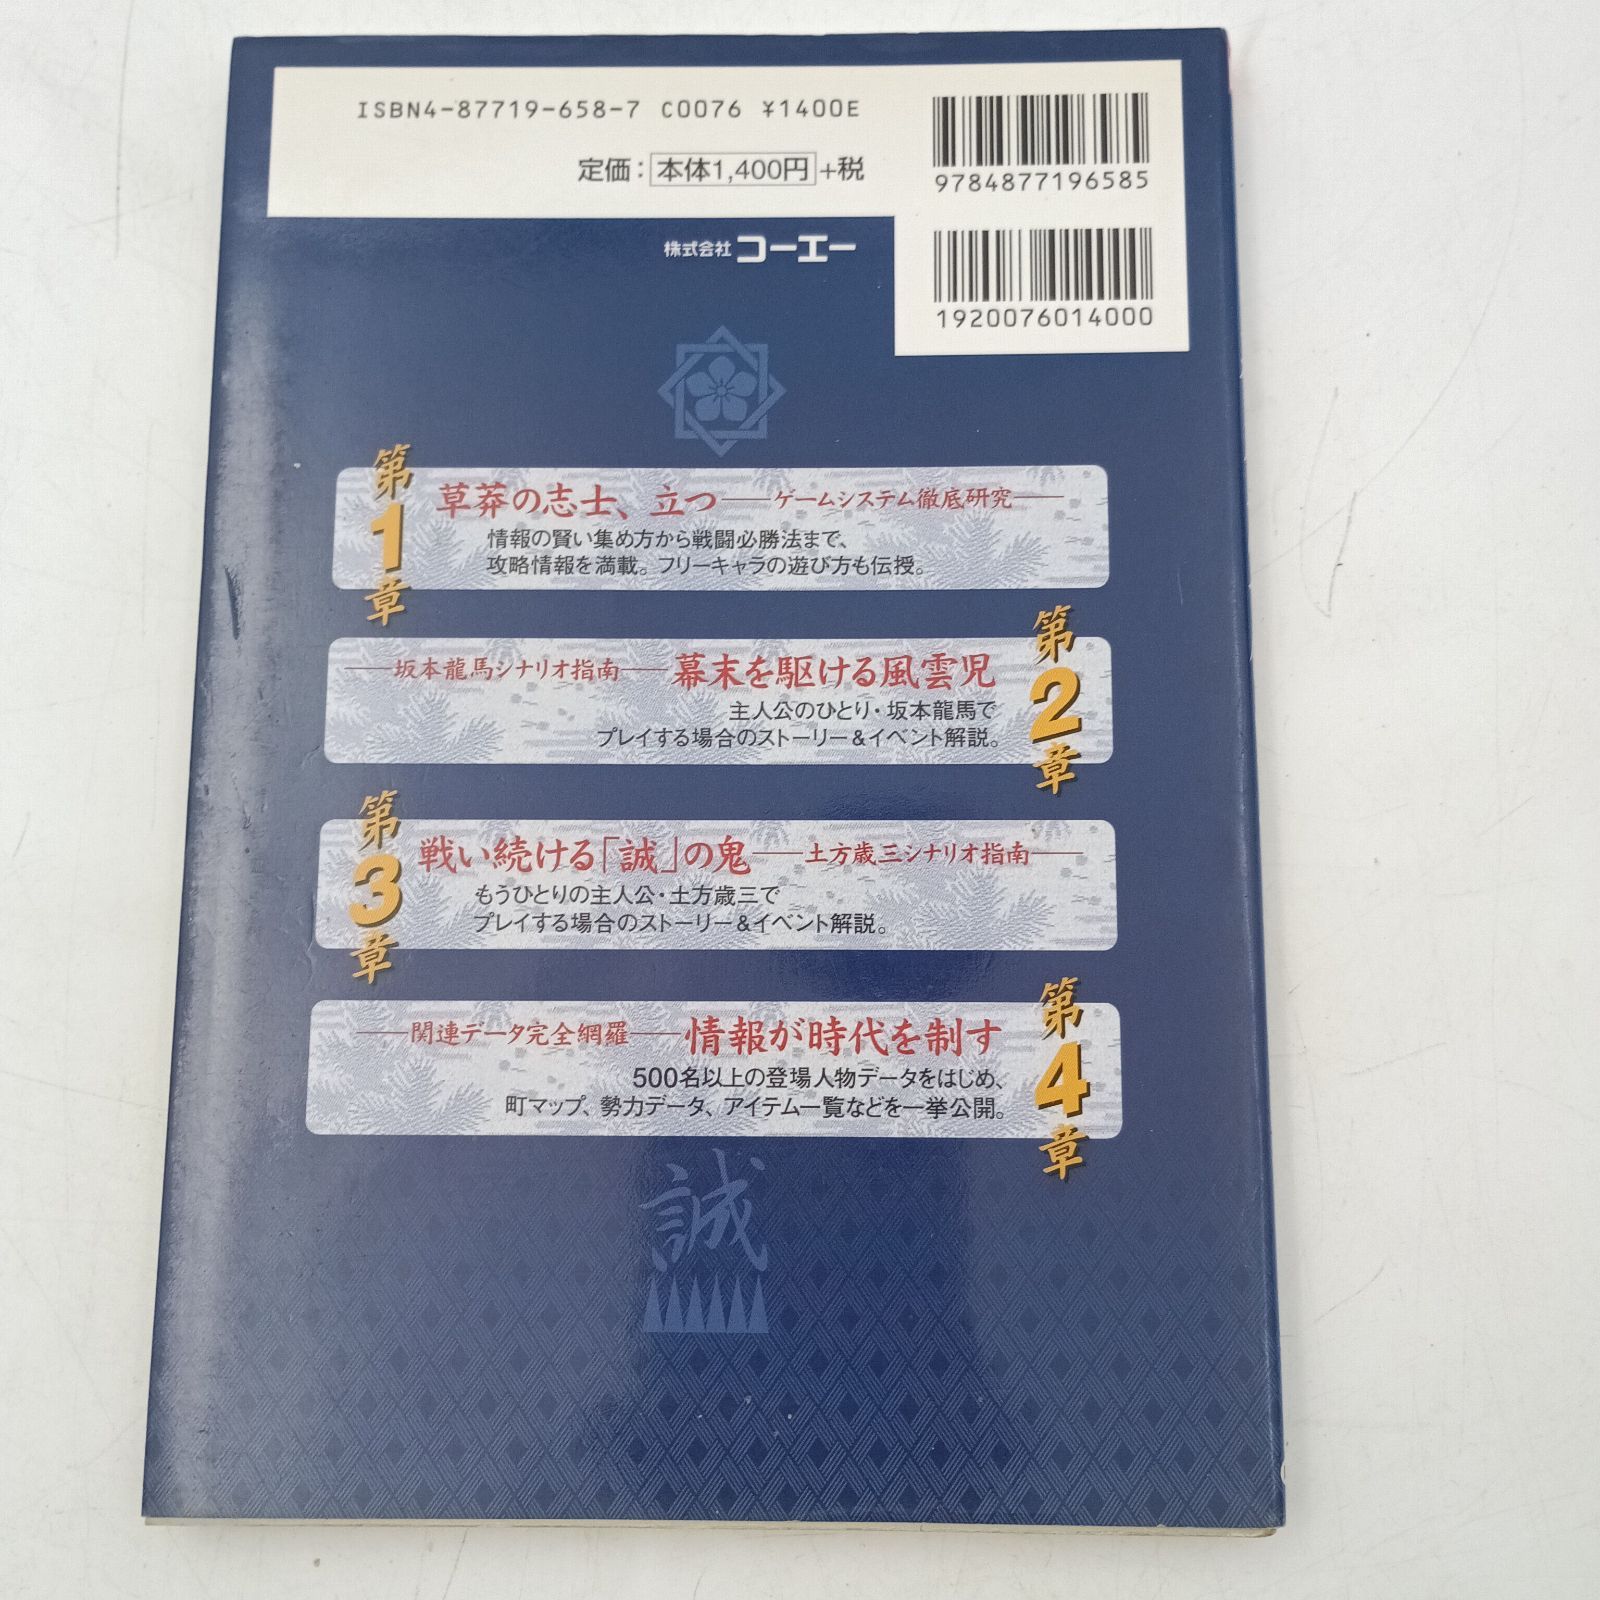 ISBN4-87719-658-7 C0076 ¥1400E
定価：本体1,400円+税
9784877196585
1920076014000
株式会社コーエー
第1章
草莽の志士、立つ――ゲームシステム徹底研究――
情報の賢い集め方から戦闘必勝法まで、
攻略情報を満載。フリーキャラの遊び方も伝授。
第2章
――坂本龍馬シナリオ指南――幕末を駆ける風雲児
主人公のひとり・坂本龍馬で
プレイする場合のストーリー&イベント解説。
第3章
戦い続ける「誠」の鬼――土方歳三シナリオ指南――
もうひとりの主人公・土方歳三で
プレイする場合のストーリー&イベント解説。
第4章
――関連データ完全網羅――情報が時代を制す
500名以上の登場人物データをはじめ、
町マップ、勢力データ、アイテム一覧などを一挙公開。
誠